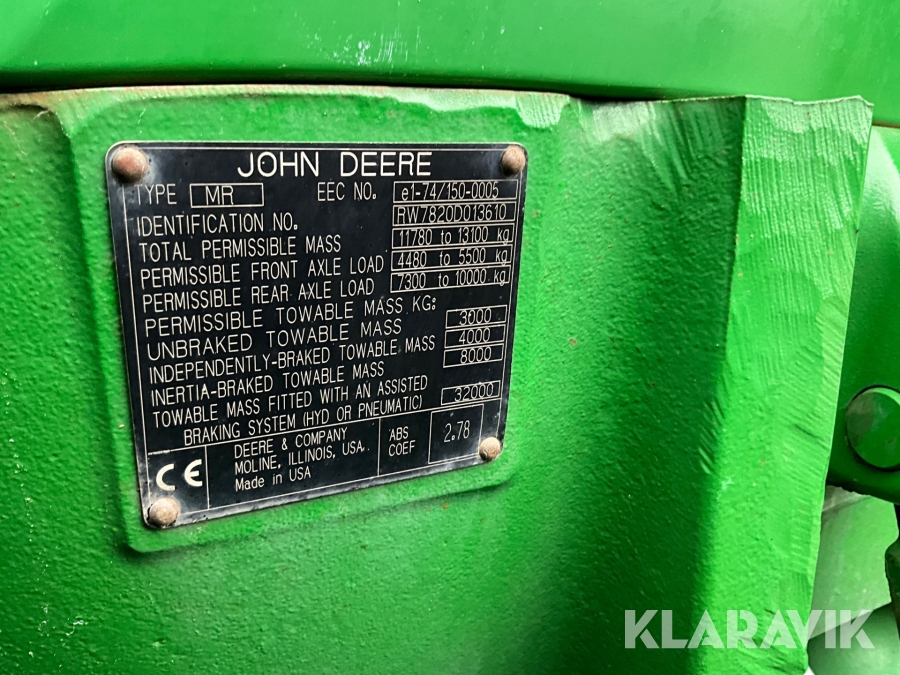 JOHN DEERE
TYPE MR EEC NO. e1-74/150-0005
IDENTIFICATION NO. RW7820D013610
TOTAL PERMISSIBLE MASS 11780 to 13100 kg
PERMISSIBLE FRONT AXLE LOAD 4480 to 5500 kg
PERMISSIBLE REAR AXLE LOAD 7300 to 10000 kg
PERMISSIBLE TOWABLE MASS KG:
UNBRAKED TOWABLE MASS 3000
INDEPENDENTLY-BRAKED TOWABLE MASS 4000
INERTIA-BRAKED TOWABLE MASS 8000
TOWABLE MASS FITTED WITH AN ASSISTED
BRAKING SYSTEM (HYD OR PNEUMATIC) 32000
CE
DEERE & COMPANY
MOLINE, ILLINOIS, USA.
Made in USA
ABS
COEF
2.78
KLARAVIK